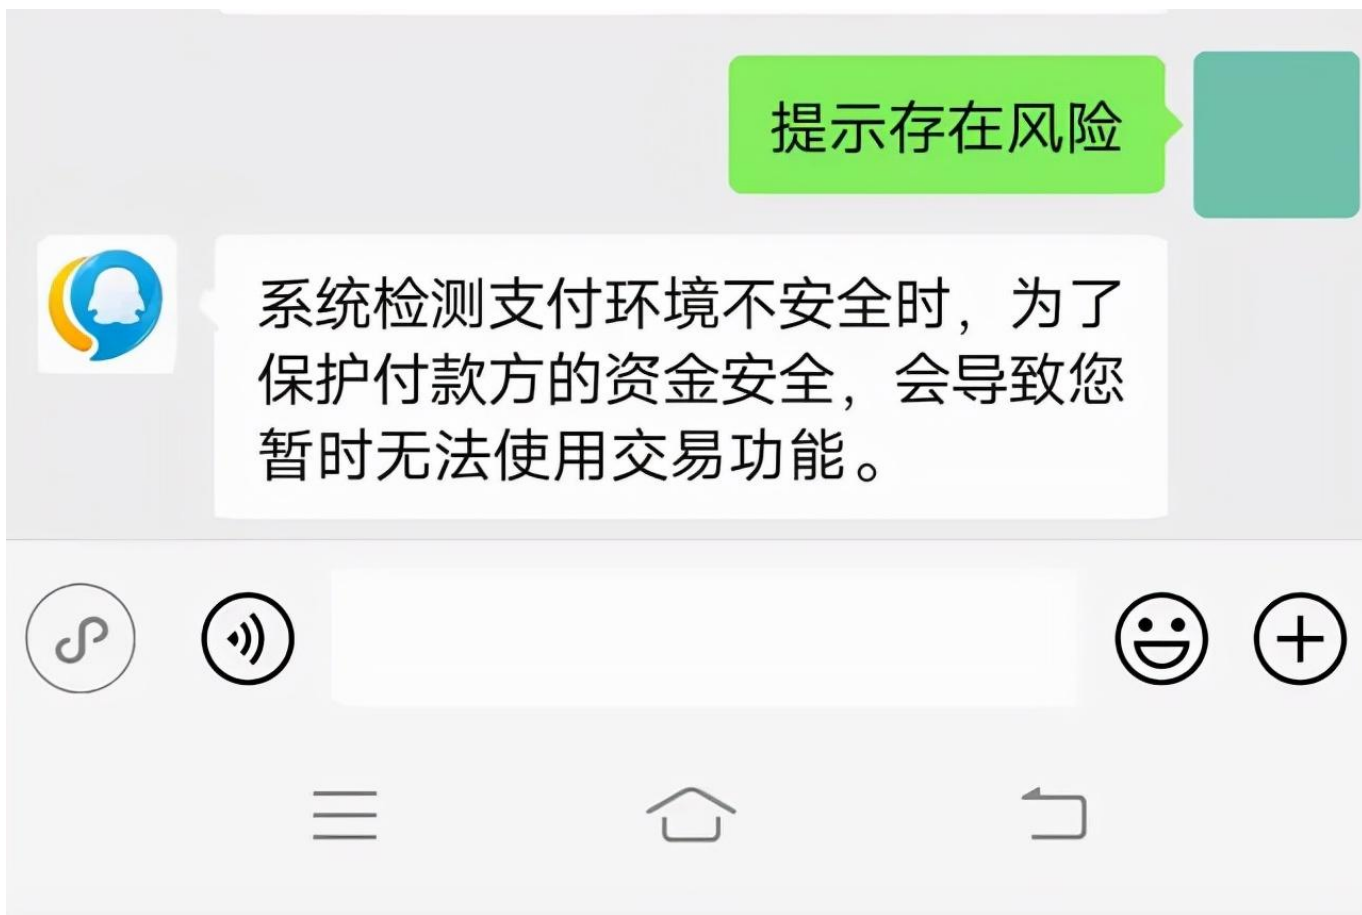 提示存在风险
系统检测支付环境不安全时，为了
保护付款方的资金安全，会导致您
暂时无法使用交易功能。